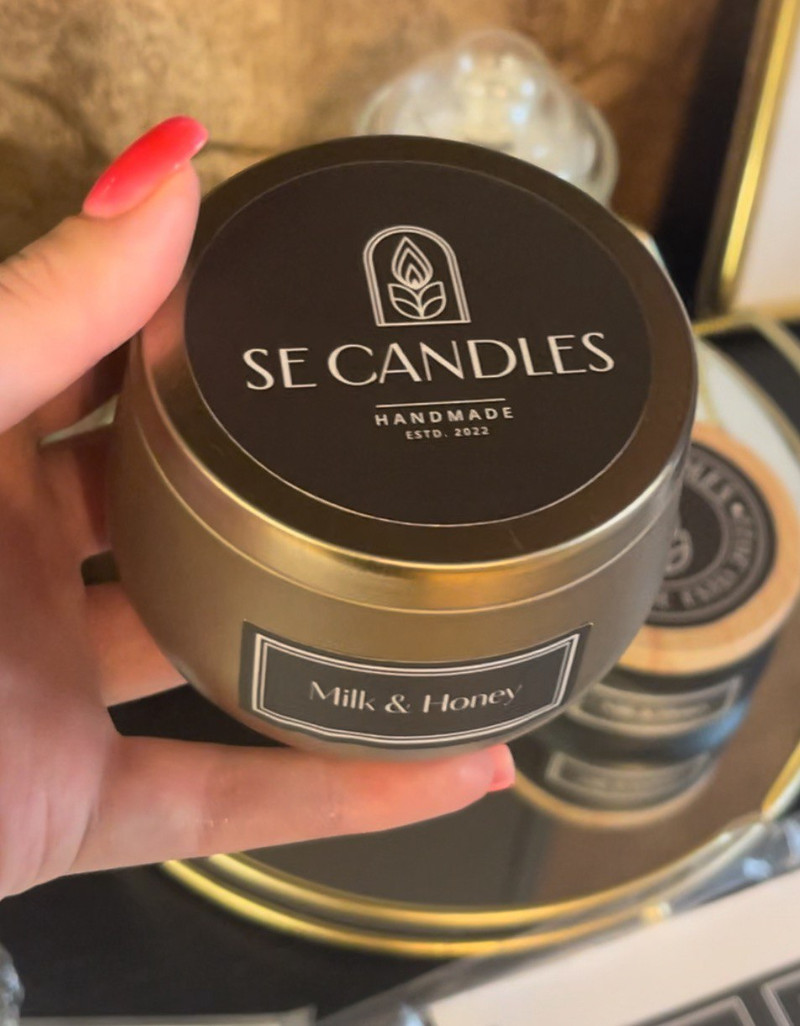 SE CANDLES
HANDMADE
ESTD. 2022
Milk & Honey